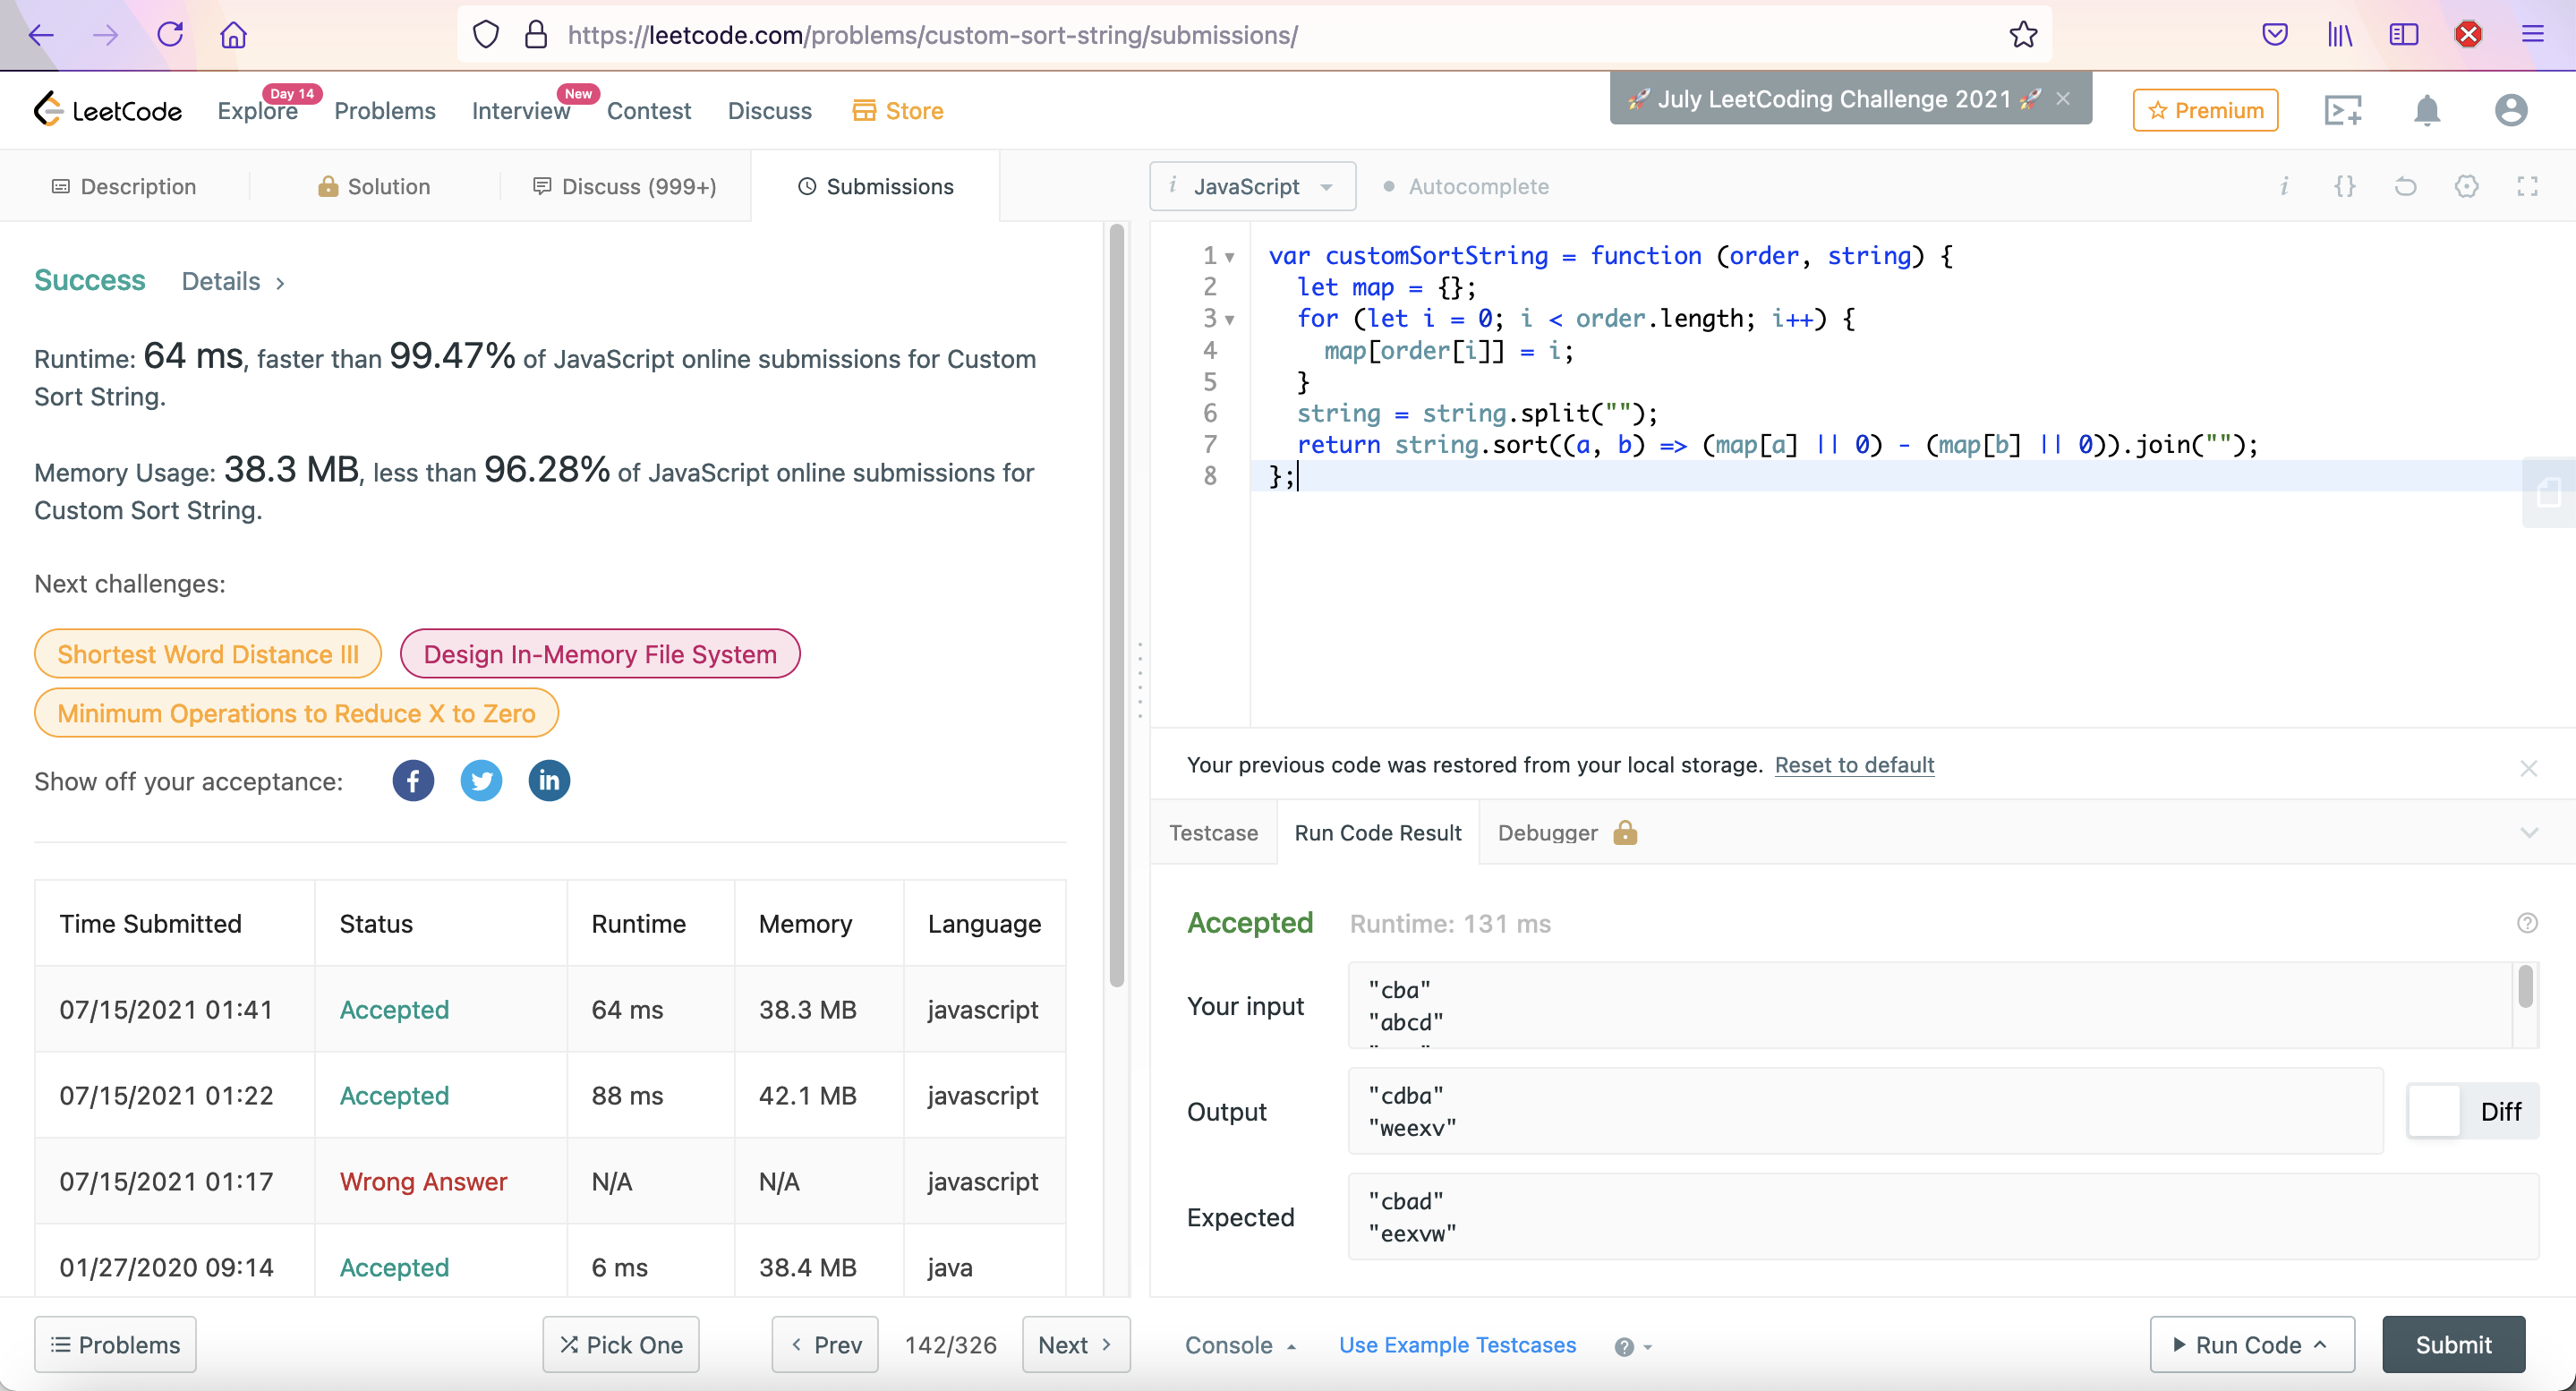 https://leetcode.com/problems/custom-sort-string/submissions/
LeetCode
Explore
Day 14
Problems
Interview
New
Contest
Discuss
Store
🚀 July LeetCoding Challenge 2021 🚀
Premium
Description
Solution
Discuss (999+)
Submissions
Success
Details
Runtime: 64 ms, faster than 99.47% of JavaScript online submissions for Custom
Sort String.
Memory Usage: 38.3 MB, less than 96.28% of JavaScript online submissions for
Custom Sort String.
Next challenges:
Shortest Word Distance III
Design In-Memory File System
Minimum Operations to Reduce X to Zero
Show off your acceptance:
Time Submitted Status Runtime Memory Language
07/15/2021 01:41 Accepted 64 ms 38.3 MB javascript
07/15/2021 01:22 Accepted 88 ms 42.1 MB javascript
07/15/2021 01:17 Wrong Answer N/A N/A javascript
01/27/2020 09:14 Accepted 6 ms 38.4 MB java
Problems
Pick One
Prev
142/326
Next
JavaScript
Autocomplete
1 var customSortString = function (order, string) {
2 let map = {};
3 for (let i = 0; i < order.length; i++) {
4 map[order[i]] = i;
5 }
6 string = string.split("");
7 return string.sort((a, b) => (map[a] || 0) - (map[b] || 0)).join("");
8 };
Your previous code was restored from your local storage. Reset to default
Testcase
Run Code Result
Debugger
Accepted Runtime: 131 ms
Your input
"cba"
"abcd"
Output
"cdba"
"weexv"
Diff
Expected
"cbad"
"eexvw"
Console
Use Example Testcases
Run Code
Submit